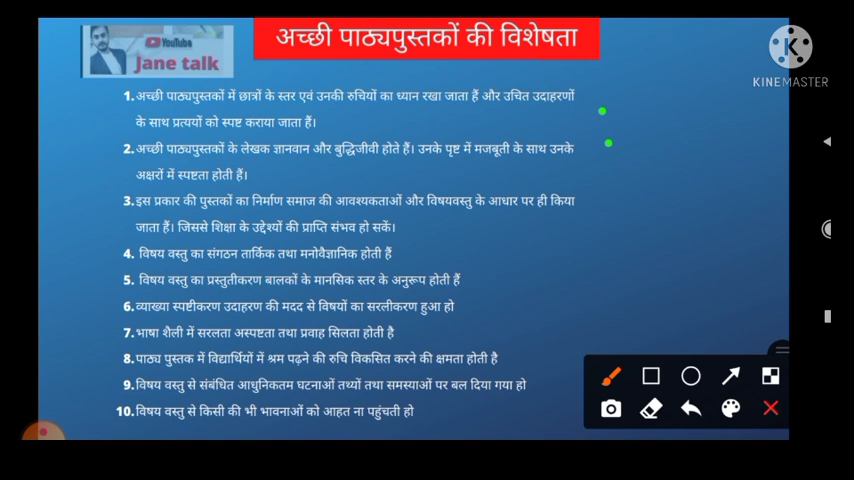 अच्छी पाठ्यपुस्तकों की विशेषता
YouTube
Jane talk
K
KINEMASTER
1. अच्छी पाठ्यपुस्तकों में छात्रों के स्तर एवं उनकी रुचियों का ध्यान रखा जाता हैं और उचित उदाहरणों
के साथ प्रत्ययों को स्पष्ट कराया जाता हैं।
2. अच्छी पाठ्यपुस्तकों के लेखक ज्ञानवान और बुद्धिजीवी होते हैं। उनके पृष्ट में मजबूती के साथ उनके
अक्षरों में स्पष्टता होती हैं।
3. इस प्रकार की पुस्तकों का निर्माण समाज की आवश्यकताओं और विषयवस्तु के आधार पर ही किया
जाता हैं। जिससे शिक्षा के उद्देश्यों की प्राप्ति संभव हो सकें।
4. विषय वस्तु का संगठन तार्किक तथा मनोवैज्ञानिक होती हैं
5. विषय वस्तु का प्रस्तुतीकरण बालकों के मानसिक स्तर के अनुरूप होती हैं
6. व्याख्या स्पष्टीकरण उदाहरण की मदद से विषयों का सरलीकरण हुआ हो
7. भाषा शैली में सरलता अस्पष्टता तथा प्रवाह सिलता होती है
8. पाठ्य पुस्तक में विद्यार्थियों में श्रम पढ़ने की रुचि विकसित करने की क्षमता होती है
9. विषय वस्तु से संबंधित आधुनिकतम घटनाओं तथ्यों तथा समस्याओं पर बल दिया गया हो
10. विषय वस्तु से किसी की भी भावनाओं को आहत ना पहुंचती हो